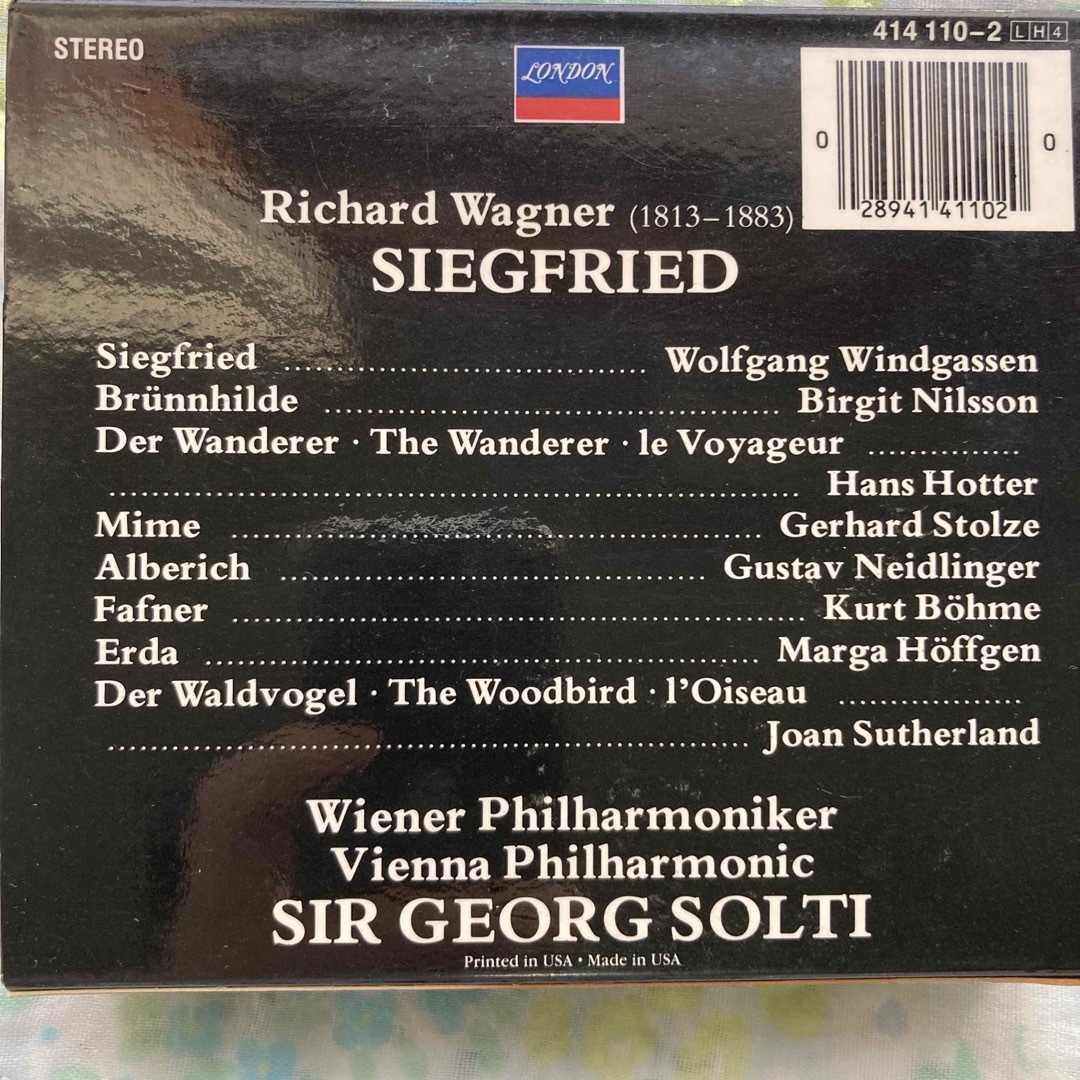 STEREO
414 110-2 LH4
LONDON
0 28941 41102 0
Richard Wagner (1813–1883)
SIEGFRIED
Siegfried .................................... Wolfgang Windgassen
Brünnhilde .............................................. Birgit Nilsson
Der Wanderer · The Wanderer · le Voyageur ...............
...................................................................... Hans Hotter
Mime ..................................................... Gerhard Stolze
Alberich ........................................... Gustav Neidlinger
Fafner .......................................................... Kurt Böhme
Erda ........................................................ Marga Höffgen
Der Waldvogel · The Woodbird · l'Oiseau ..................
................................................................. Joan Sutherland
Wiener Philharmoniker
Vienna Philharmonic
SIR GEORG SOLTI
Printed in USA • Made in USA